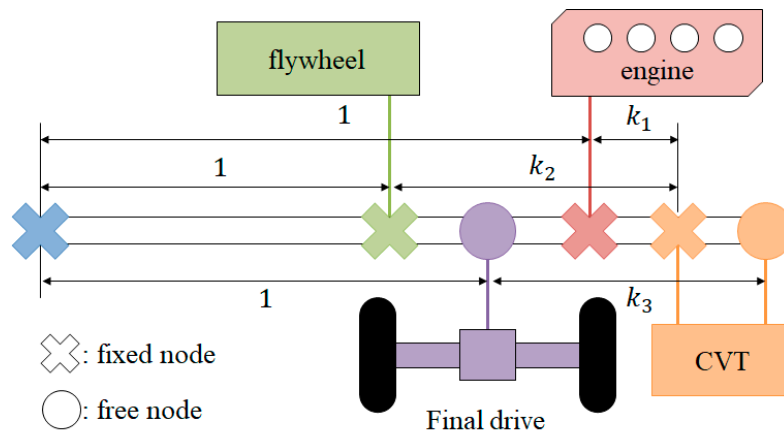 flywheel
engine
1
k₁
1
k₂
1
k₃
: fixed node
: free node
Final drive
CVT